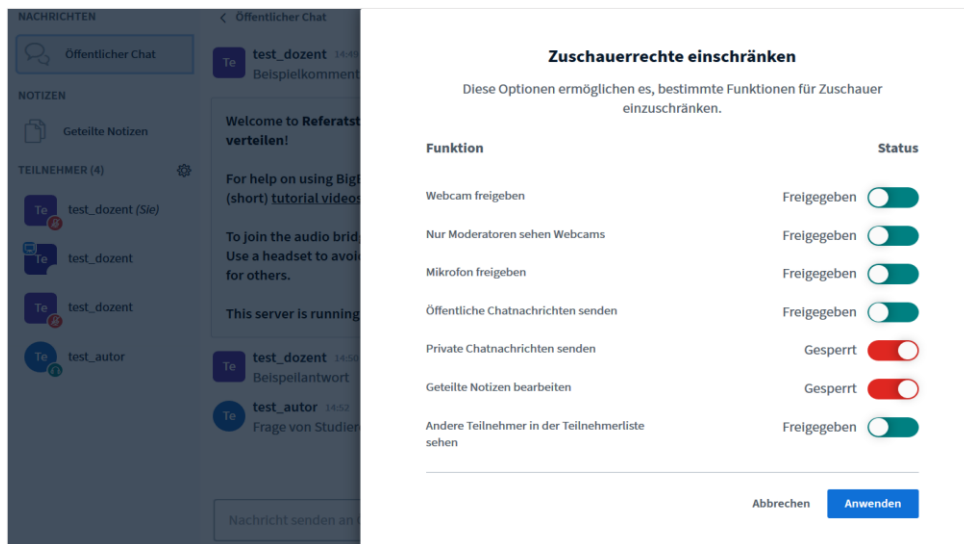 NACHRICHTEN
Öffentlicher Chat
NOTIZEN
Geteilte Notizen
TEILNEHMER (4)
Te test_dozent (Sie)
Te test_dozent
Te test_dozent
Te test_autor
Öffentlicher Chat
Te test_dozent 14:49
Beispielkomment
Welcome to Referatst
verteilen!
For help on using Big
(short) tutorial videos
To join the audio brid
Use a headset to avoi
for others.
This server is running
Te test_dozent 14:50
Beispielantwort
Te test_autor 14:52
Frage von Studier
Nachricht senden an
Zuschauerrechte einschränken
Diese Optionen ermöglichen es, bestimmte Funktionen für Zuschauer
einzuschränken.
Funktion Status
Webcam freigeben Freigegeben
Nur Moderatoren sehen Webcams Freigegeben
Mikrofon freigeben Freigegeben
Öffentliche Chatnachrichten senden Freigegeben
Private Chatnachrichten senden Gesperrt
Geteilte Notizen bearbeiten Gesperrt
Andere Teilnehmer in der Teilnehmerliste Freigegeben
sehen
Abbrechen Anwenden